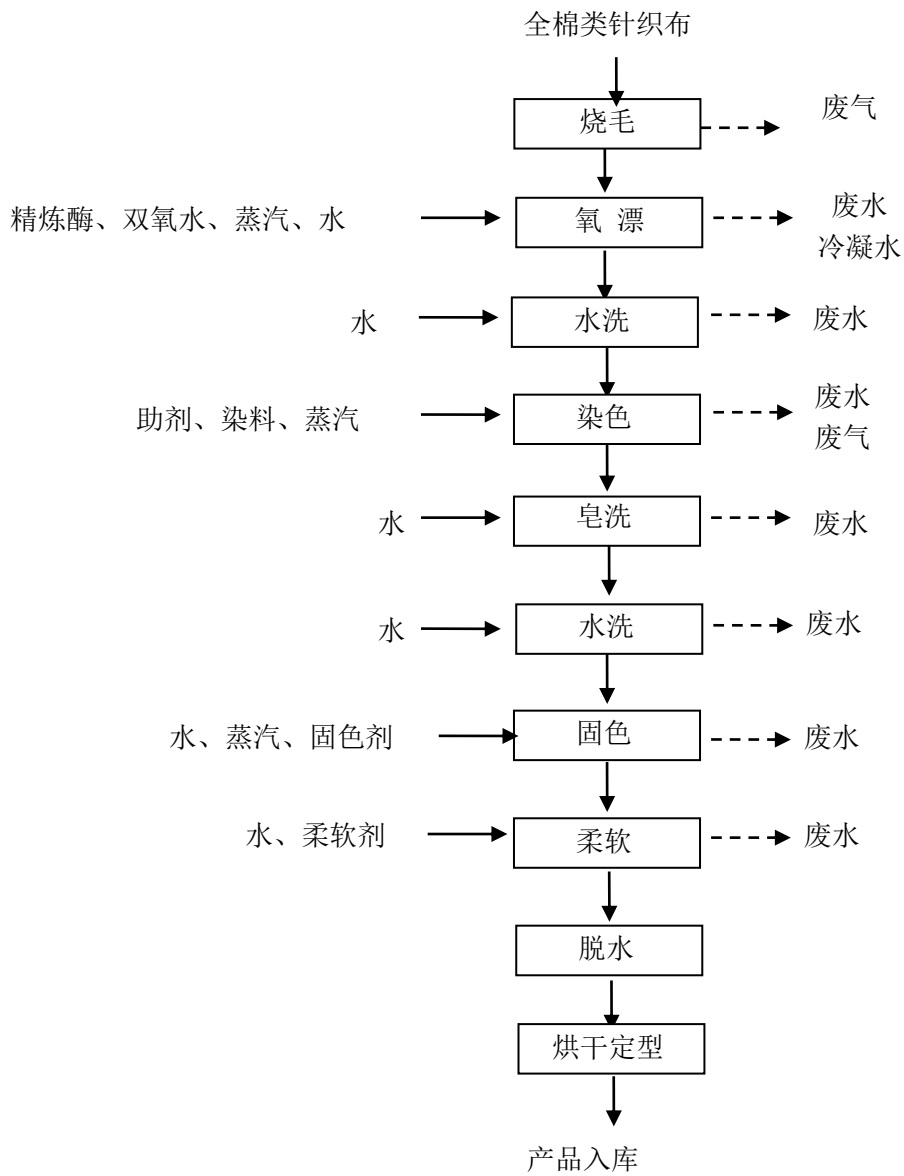 全棉类针织布
烧毛
废气
精炼酶、双氧水、蒸汽、水
氧 漂
废水
冷凝水
水
水洗
废水
助剂、染料、蒸汽
染色
废水
废气
水
皂洗
废水
水
水洗
废水
水、蒸汽、固色剂
固色
废水
水、柔软剂
柔软
废水
脱水
烘干定型
产品入库